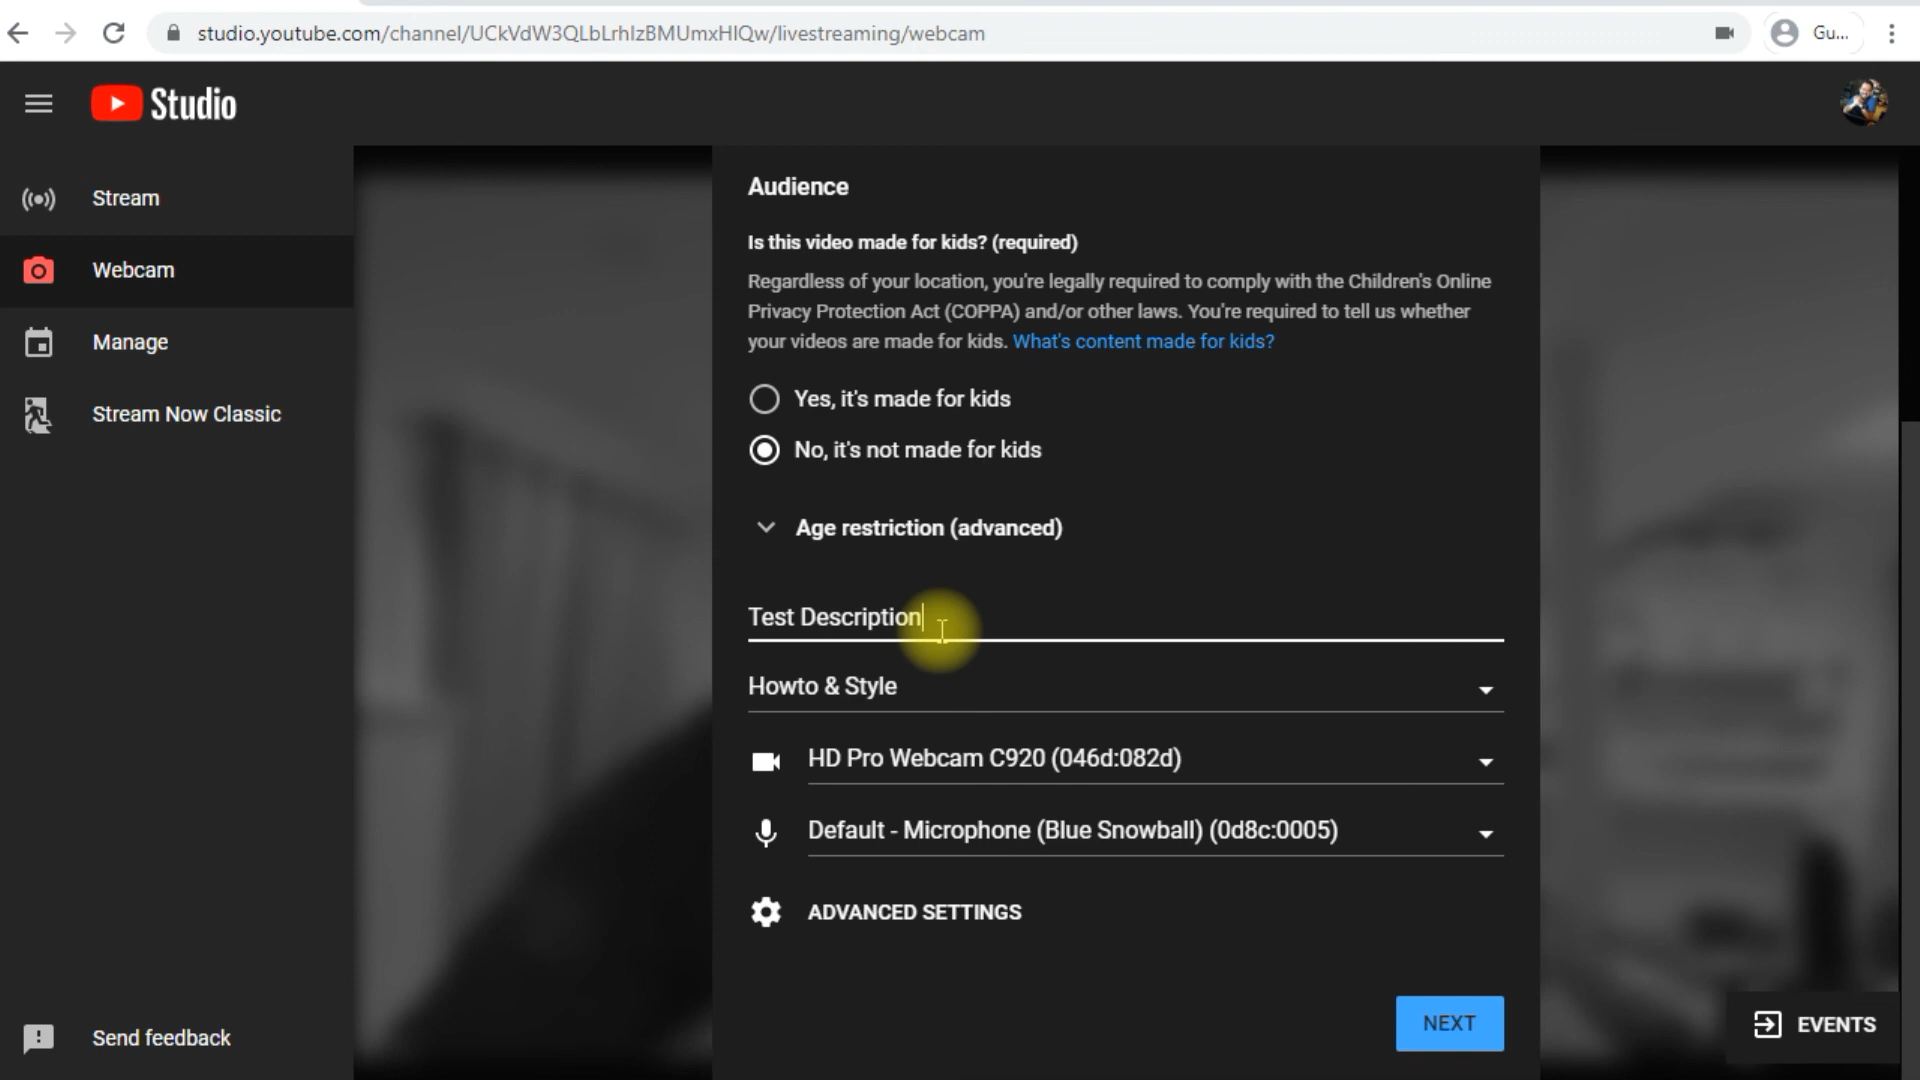 studio.youtube.com/channel/UCkVdW3QLbLrhIzBMUmxHIQw/livestreaming/webcam
Gu...
Studio
Stream
Webcam
Manage
Stream Now Classic
Send feedback
Audience
Is this video made for kids? (required)
Regardless of your location, you're legally required to comply with the Children's Online
Privacy Protection Act (COPPA) and/or other laws. You're required to tell us whether
your videos are made for kids. What's content made for kids?
Yes, it's made for kids
No, it's not made for kids
Age restriction (advanced)
Test Description
Howto & Style
HD Pro Webcam C920 (046d:082d)
Default - Microphone (Blue Snowball) (0d8c:0005)
ADVANCED SETTINGS
NEXT
EVENTS